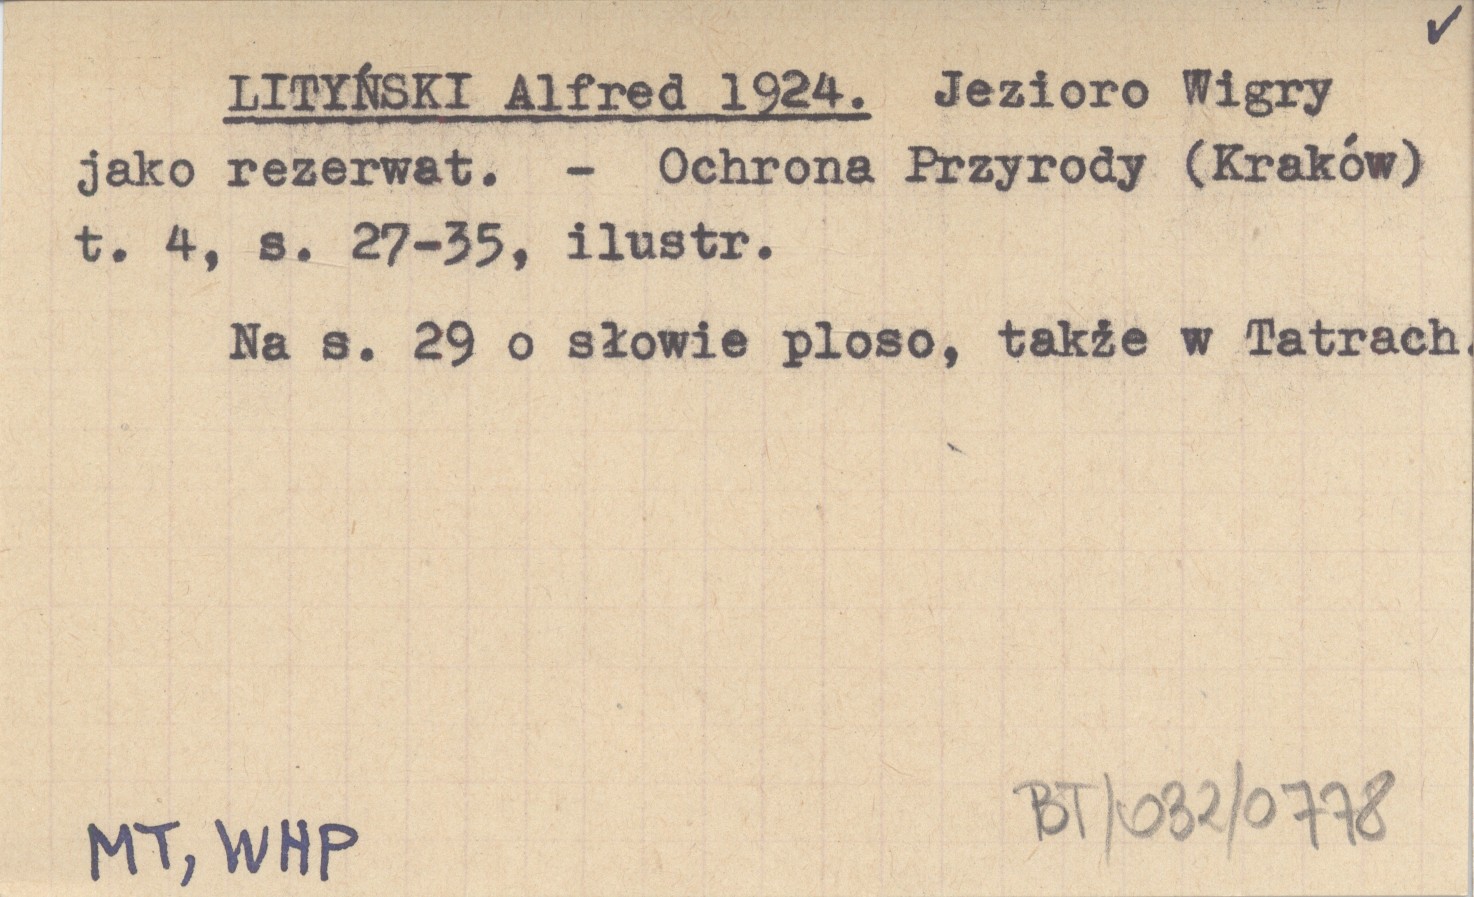 ✓
LITYŃSKI Alfred 1924. Jezioro Wigry
jako rezerwat. - Ochrona Przyrody (Kraków)
t. 4, s. 27-35, ilustr.
Na s. 29 o słowie ploso, także w Tatrach.
MT, WHP
BT/032/0778